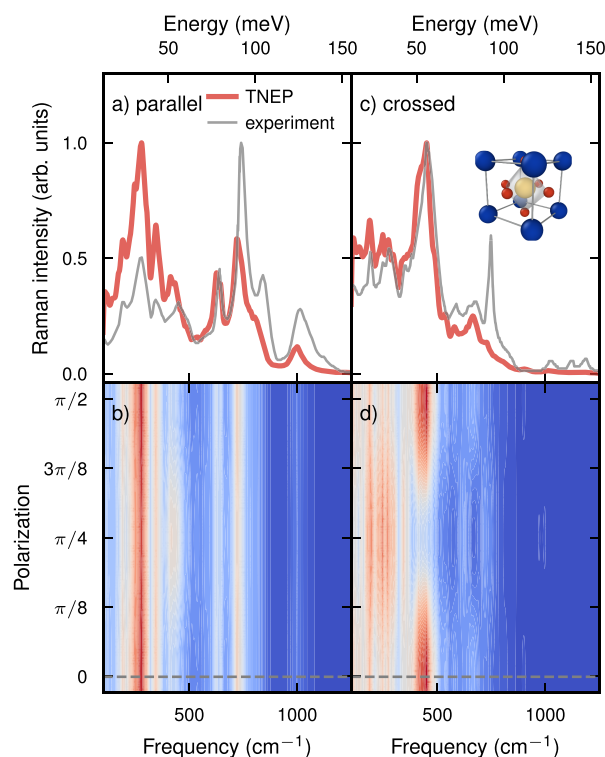 Energy (meV)
Energy (meV)
50
100
150
50
100
150
a) parallel
TNEP
experiment
c) crossed
1.0
0.5
0.0
Raman intensity (arb. units)
b)
d)
π/2
3π/8
π/4
π/8
0
Polarization
500
1000
500
1000
Frequency (cm⁻¹)
Frequency (cm⁻¹)